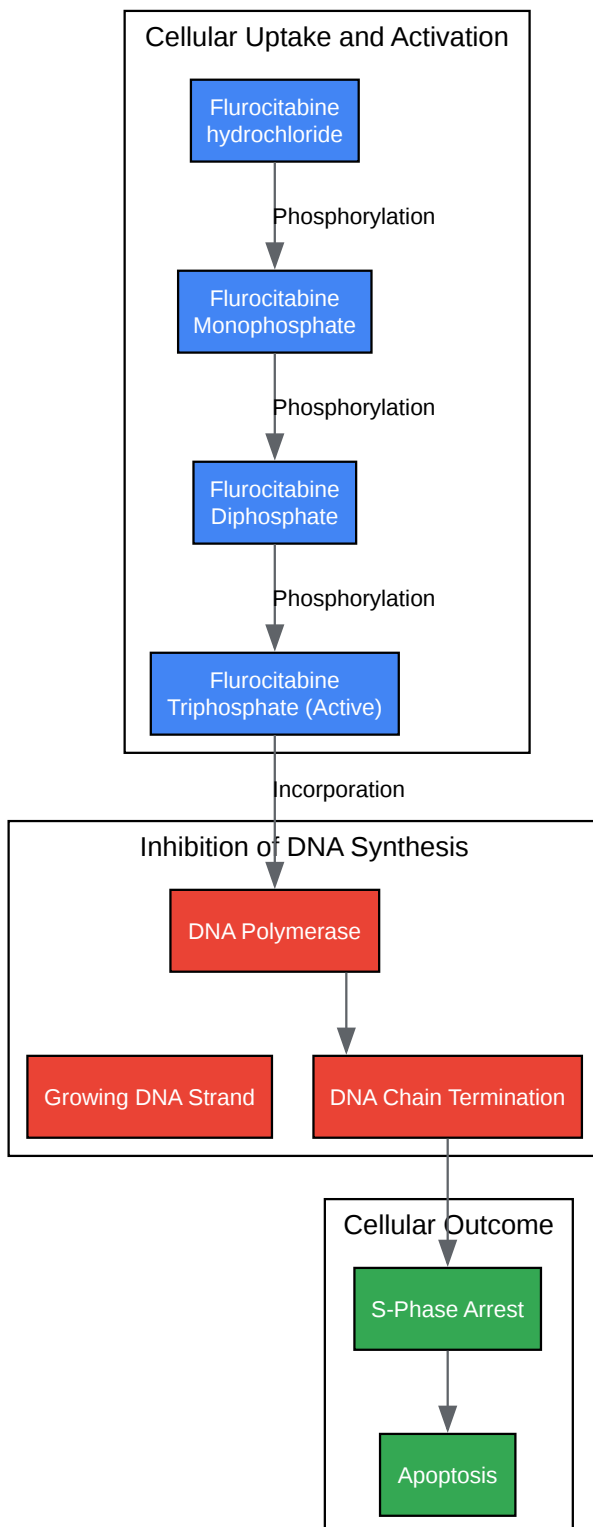 Cellular Uptake and Activation
Flurocitabine
hydrochloride
Phosphorylation
Flurocitabine
Monophosphate
Phosphorylation
Flurocitabine
Diphosphate
Phosphorylation
Flurocitabine
Triphosphate (Active)
Incorporation
Inhibition of DNA Synthesis
DNA Polymerase
Growing DNA Strand
DNA Chain Termination
Cellular Outcome
S-Phase Arrest
Apoptosis